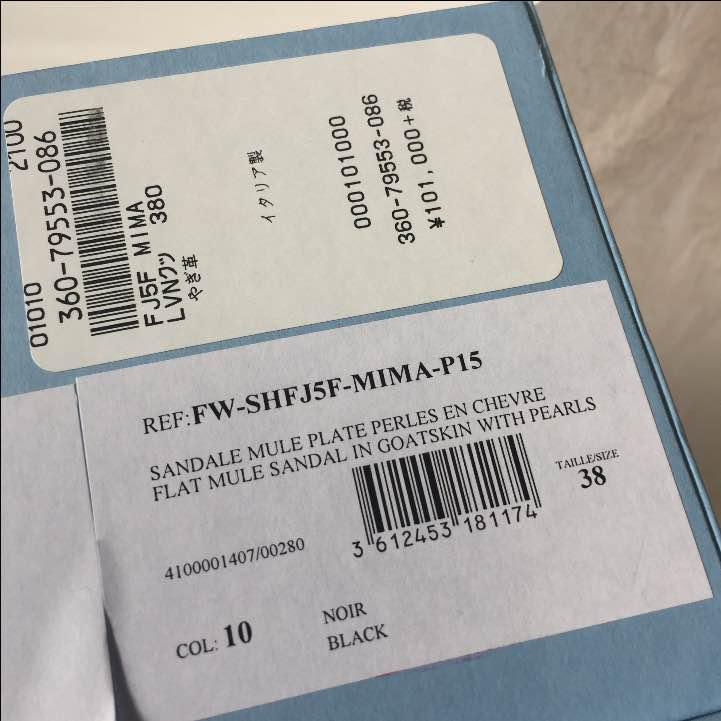 2100
01010
360-79553-086
FJ5F MIMA
LVNクツ 380
やぎ革
イタリア製
000101000
360-79553-086
¥101,000+税
REF:FW-SHFJ5F-MIMA-P15
SANDALE MULE PLATE PERLES EN CHEVRE
FLAT MULE SANDAL IN GOATSKIN WITH PEARLS
TAILLE/SIZE
38
3 612453 181174
4100001407/00280
COL: 10
NOIR
BLACK